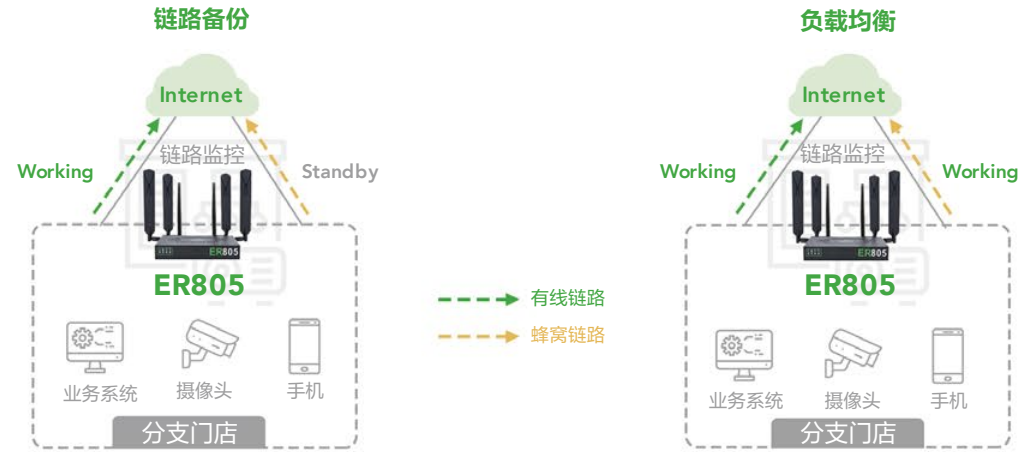 链路备份
Internet
链路监控
Working
Standby
ER805
ER805
业务系统
摄像头
手机
分支门店
有线链路
蜂窝链路
负载均衡
Internet
链路监控
Working
Working
ER805
ER805
业务系统
摄像头
手机
分支门店